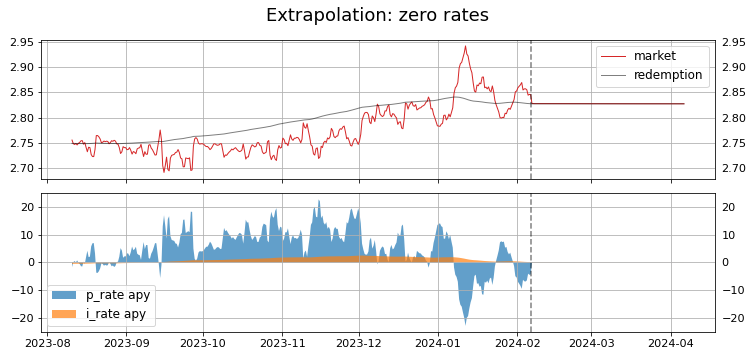 Extrapolation: zero rates
2.95 2.95
market
2.90 2.90
redemption
2.85 2.85
2.80 2.80
2.75 2.75
2.70 2.70
20 20
10 10
0 0
−10 −10
p_rate apy
i_rate apy
−20 −20
2023-08 2023-09 2023-10 2023-11 2023-12 2024-01 2024-02 2024-03 2024-04